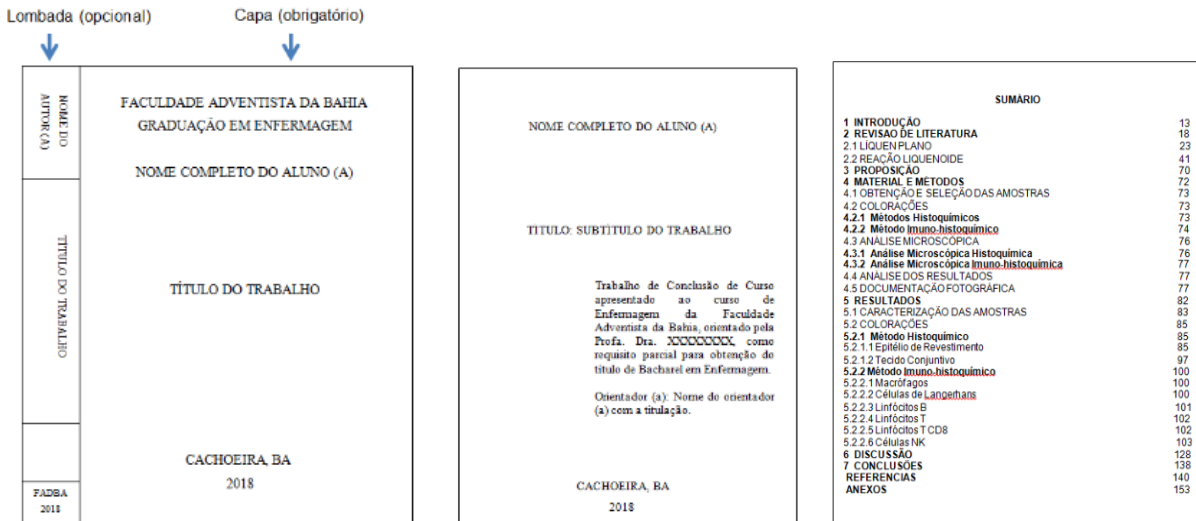 Lombada (opcional)
Capa (obrigatório)
NOME DO
AUTOR(A)
TITULO DO TRABALHO
FADBA
2018
FACULDADE ADVENTISTA DA BAHIA
GRADUAÇÃO EM ENFERMAGEM
NOME COMPLETO DO ALUNO (A)
TÍTULO DO TRABALHO
CACHOEIRA, BA
2018
NOME COMPLETO DO ALUNO (A)
TÍTULO: SUBTÍTULO DO TRABALHO
Trabalho de Conclusão de Curso
apresentado ao curso de
Enfermagem da Faculdade
Adventista da Bahia, orientado pela
Profa. Dra. XXXXXXXX, como
requisito parcial para obtenção do
título de Bacharel em Enfermagem.
Orientador (a): Nome do orientador
(a) com a titulação.
CACHOEIRA, BA
2018
SUMÁRIO
1 INTRODUÇÃO 13
2 REVISAO DE LITERATURA 18
2.1 LÍQUEN PLANO 23
2.2 REAÇÃO LIQUENOIDE 41
3 PROPOSIÇÃO 70
4 MATERIAL E MÉTODOS 72
4.1 OBTENÇÃO E SELEÇÃO DAS AMOSTRAS 73
4.2 COLORAÇÕES 73
4.2.1 Métodos Histoquímicos 73
4.2.2 Método Imuno-histoquímico 74
4.3 ANÁLISE MICROSCÓPICA 76
4.3.1 Análise Microscópica Histoquímica 76
4.3.2 Análise Microscópica Imuno-histoquímica 77
4.4 ANÁLISE DOS RESULTADOS 77
4.5 DOCUMENTAÇÃO FOTOGRÁFICA 77
5 RESULTADOS 82
5.1 CARACTERIZAÇÃO DAS AMOSTRAS 83
5.2 COLORAÇÕES 85
5.2.1 Método Histoquímico 85
5.2.1.1 Epitélio de Revestimento 85
5.2.1.2 Tecido Conjuntivo 97
5.2.2 Método Imuno-histoquímico 100
5.2.2.1 Macrófagos 100
5.2.2.2 Células de Langerhans 100
5.2.2.3 Linfócitos B 101
5.2.2.4 Linfócitos T 102
5.2.2.5 Linfócitos T CD8 102
5.2.2.6 Células NK 103
6 DISCUSSÃO 128
7 CONCLUSÕES 138
REFERENCIAS 140
ANEXOS 153